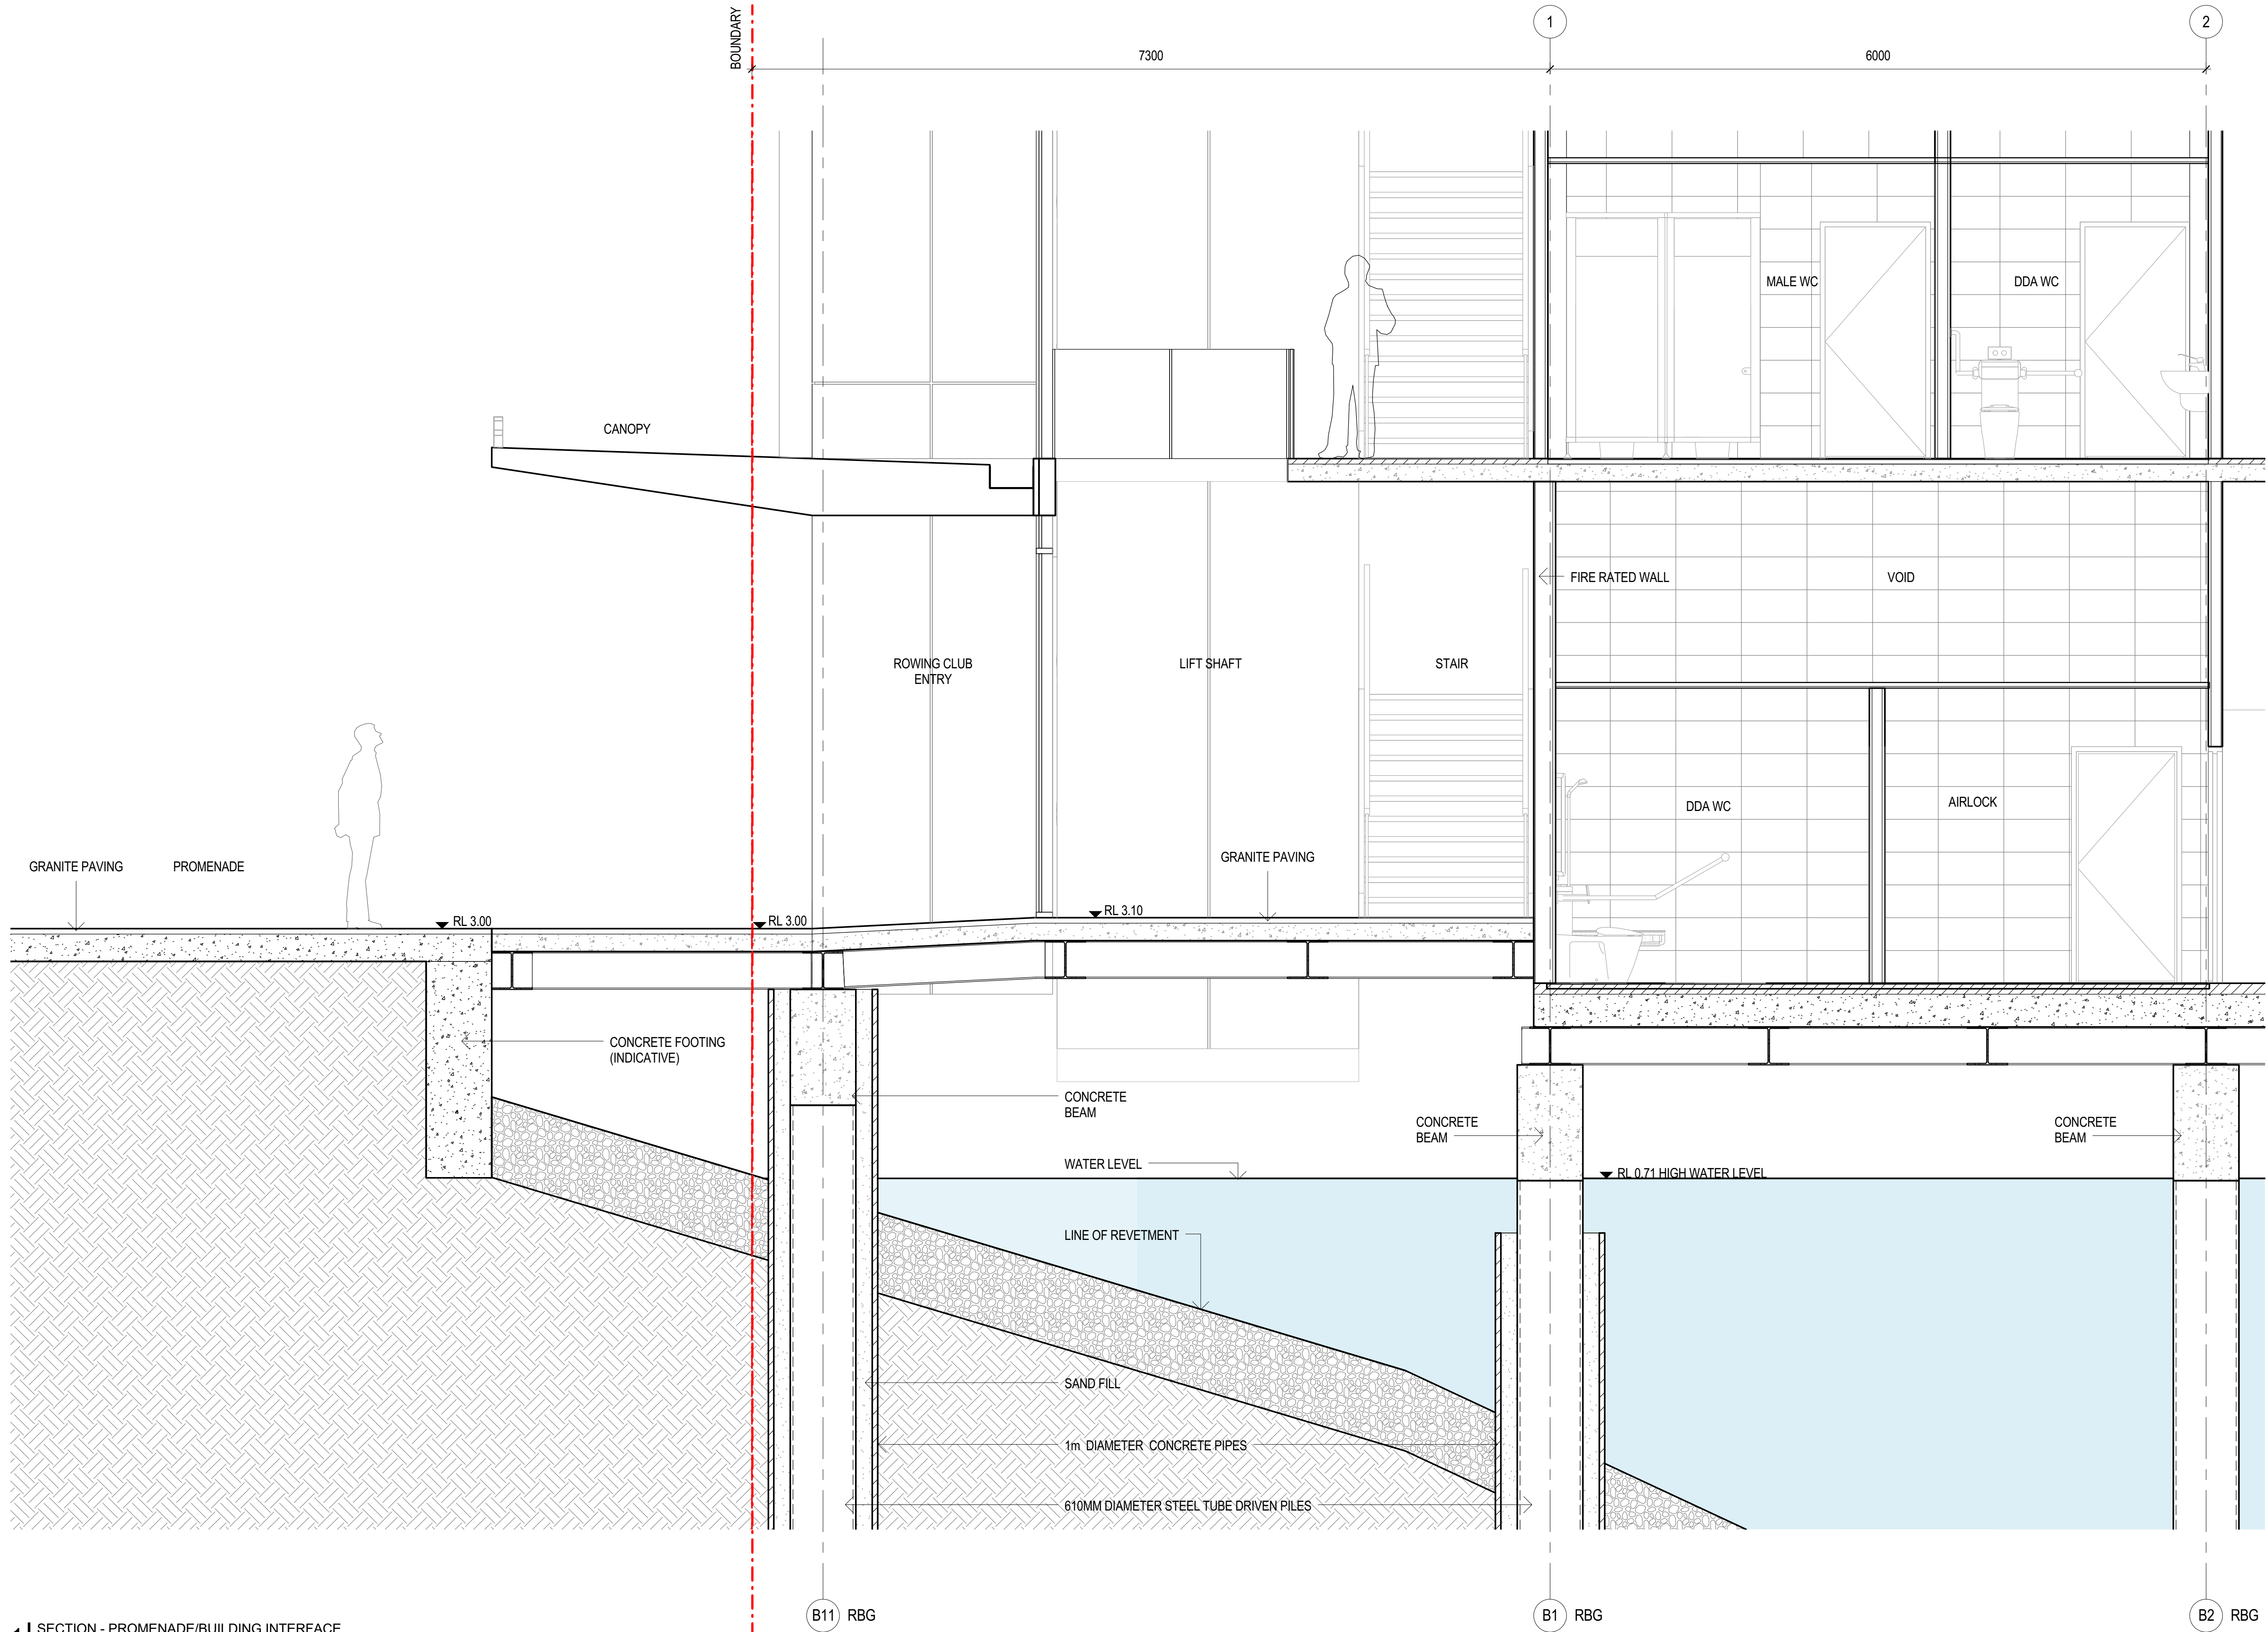 BOUNDARY
1
2
7300
6000
MALE WC
DDA WC
CANOPY
FIRE RATED WALL
VOID
ROWING CLUB
ENTRY
LIFT SHAFT
STAIR
DDA WC
AIRLOCK
GRANITE PAVING
PROMENADE
GRANITE PAVING
RL 3.00
RL 3.00
RL 3.10
CONCRETE FOOTING
(INDICATIVE)
CONCRETE
BEAM
CONCRETE
BEAM
CONCRETE
BEAM
WATER LEVEL
RL 0.71 HIGH WATER LEVEL
LINE OF REVETMENT
SAND FILL
1m DIAMETER CONCRETE PIPES
610MM DIAMETER STEEL TUBE DRIVEN PILES
B11 RBG
B1 RBG
B2 RBG
SECTION - PROMENADE/BUILDING INTERFACE